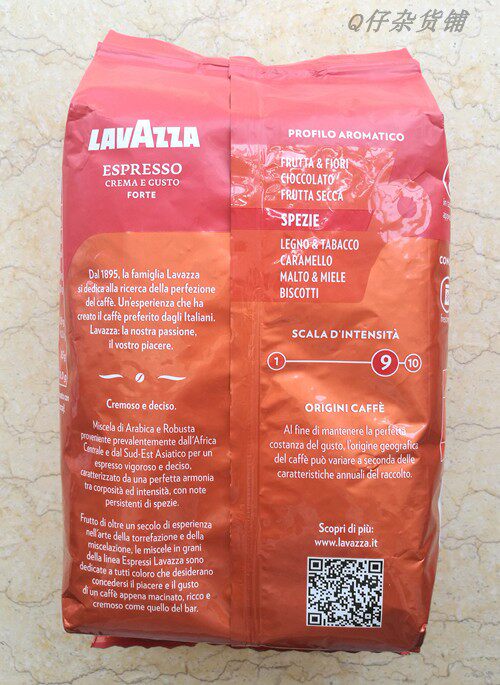 Q仔杂货铺
LAVAZZA
ESPRESSO
CREMA E GUSTO
FORTE
Dal 1895, la famiglia Lavazza
si dedica alla ricerca della perfezione
del caffè. Un'esperienza che ha
creato il caffè preferito dagli Italiani.
Lavazza: la nostra passione,
il vostro piacere.
Cremoso e deciso.
Miscela di Arabica e Robusta
proveniente prevalentemente dall'Africa
Centrale e dal Sud-Est Asiatico per un
espresso vigoroso e deciso,
caratterizzato da una perfetta armonia
tra corposità ed intensità, con note
persistenti di spezie.
Frutto di oltre un secolo di esperienza
nell'arte della torrefazione e della
miscelazione, le miscele in grani
della linea Espressi Lavazza sono
dedicate a tutti coloro che desiderano
concedersi il piacere e il gusto
di un caffè appena macinato, ricco e
cremoso come quello del bar.
PROFILO AROMATICO
FRUTTA & FIORI
CIOCCOLATO
FRUTTA SECCA
SPEZIE
LEGNO & TABACCO
CARAMELLO
MALTO & MIELE
BISCOTTI
SCALA D'INTENSITÀ
1 9 10
ORIGINI CAFFÈ
Al fine di mantenere la perfetta
costanza del gusto, l'origine geografica
del caffè può variare a seconda delle
caratteristiche annuali del raccolto.
Scopri di più:
www.lavazza.it